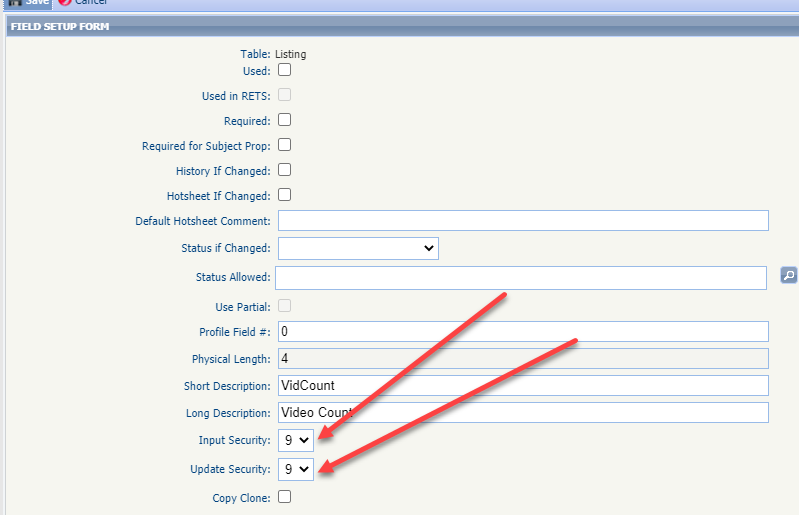 Save Cancel
FIELD SETUP FORM
Table: Listing
Used:
Used in RETS:
Required:
Required for Subject Prop:
History If Changed:
Hotsheet If Changed:
Default Hotsheet Comment:
Status if Changed:
Status Allowed:
Use Partial:
Profile Field #: 0
Physical Length: 4
Short Description: VidCount
Long Description: Video Count
Input Security: 9
Update Security: 9
Copy Clone: